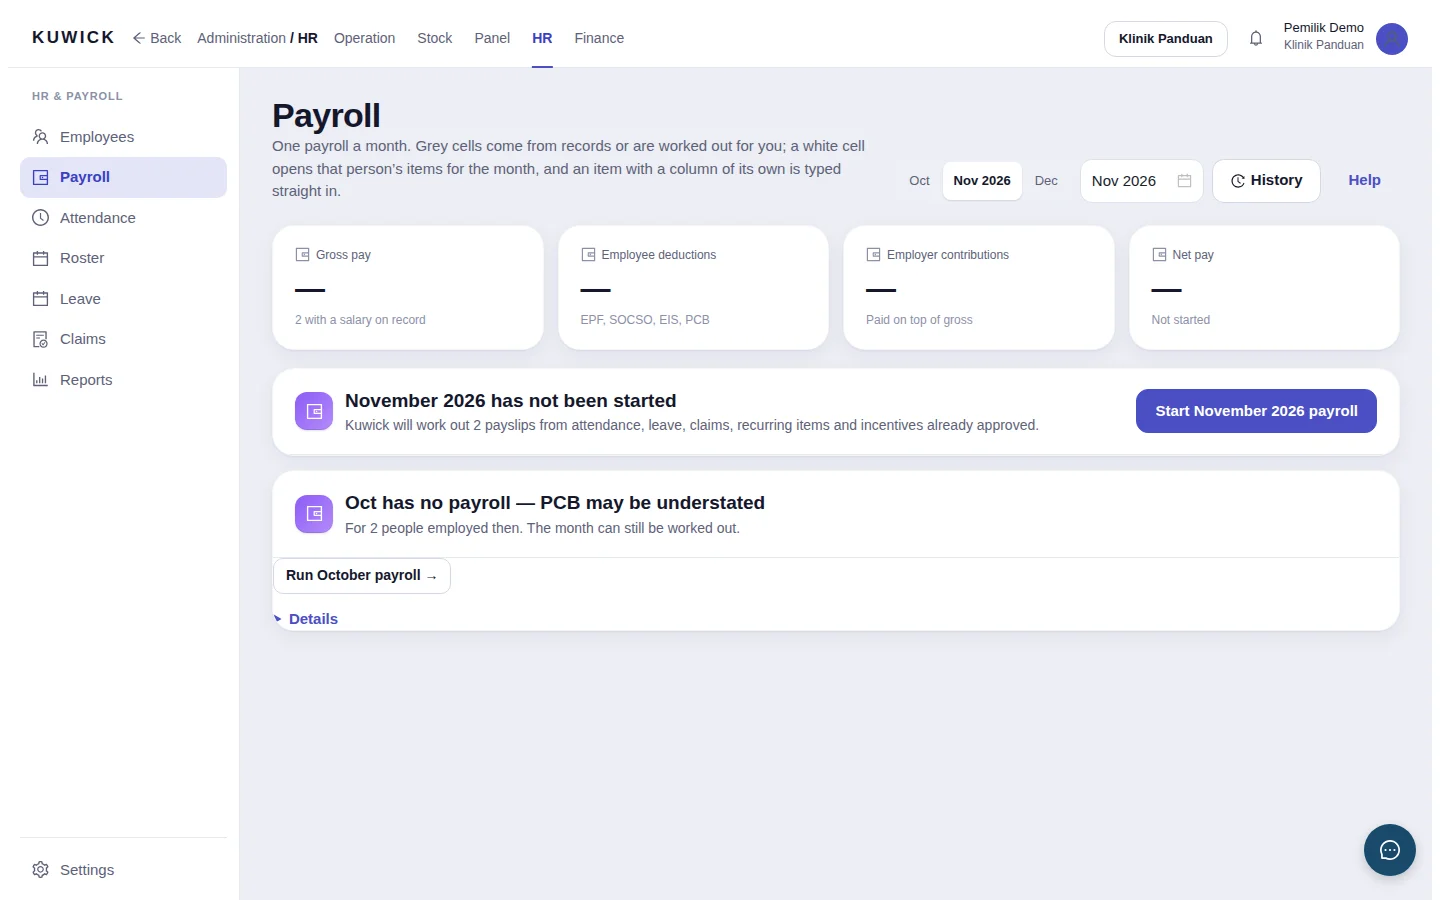 KUWICK
Back
Administration / HR
Operation
Stock
Panel
HR
Finance
Klinik Panduan
Pemilik Demo
Klinik Panduan
HR & PAYROLL
Employees
Payroll
Attendance
Roster
Leave
Claims
Reports
Settings
Payroll
One payroll a month. Grey cells come from records or are worked out for you; a white cell
opens that person’s items for the month, and an item with a column of its own is typed
straight in.
Oct
Nov 2026
Dec
Nov 2026
History
Help
Gross pay
—
2 with a salary on record
Employee deductions
—
EPF, SOCSO, EIS, PCB
Employer contributions
—
Paid on top of gross
Net pay
—
Not started
November 2026 has not been started
Kuwick will work out 2 payslips from attendance, leave, claims, recurring items and incentives already approved.
Start November 2026 payroll
Oct has no payroll — PCB may be understated
For 2 people employed then. The month can still be worked out.
Run October payroll →
Details